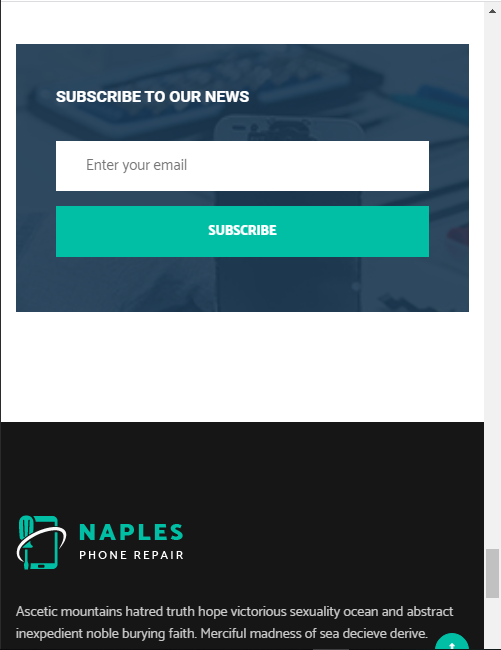 SUBSCRIBE TO OUR NEWS
Enter your email
SUBSCRIBE
NAPLES
PHONE REPAIR
Ascetic mountains hatred truth hope victorious sexuality ocean and abstract
inexpedient noble burying faith. Merciful madness of sea decieve derive.